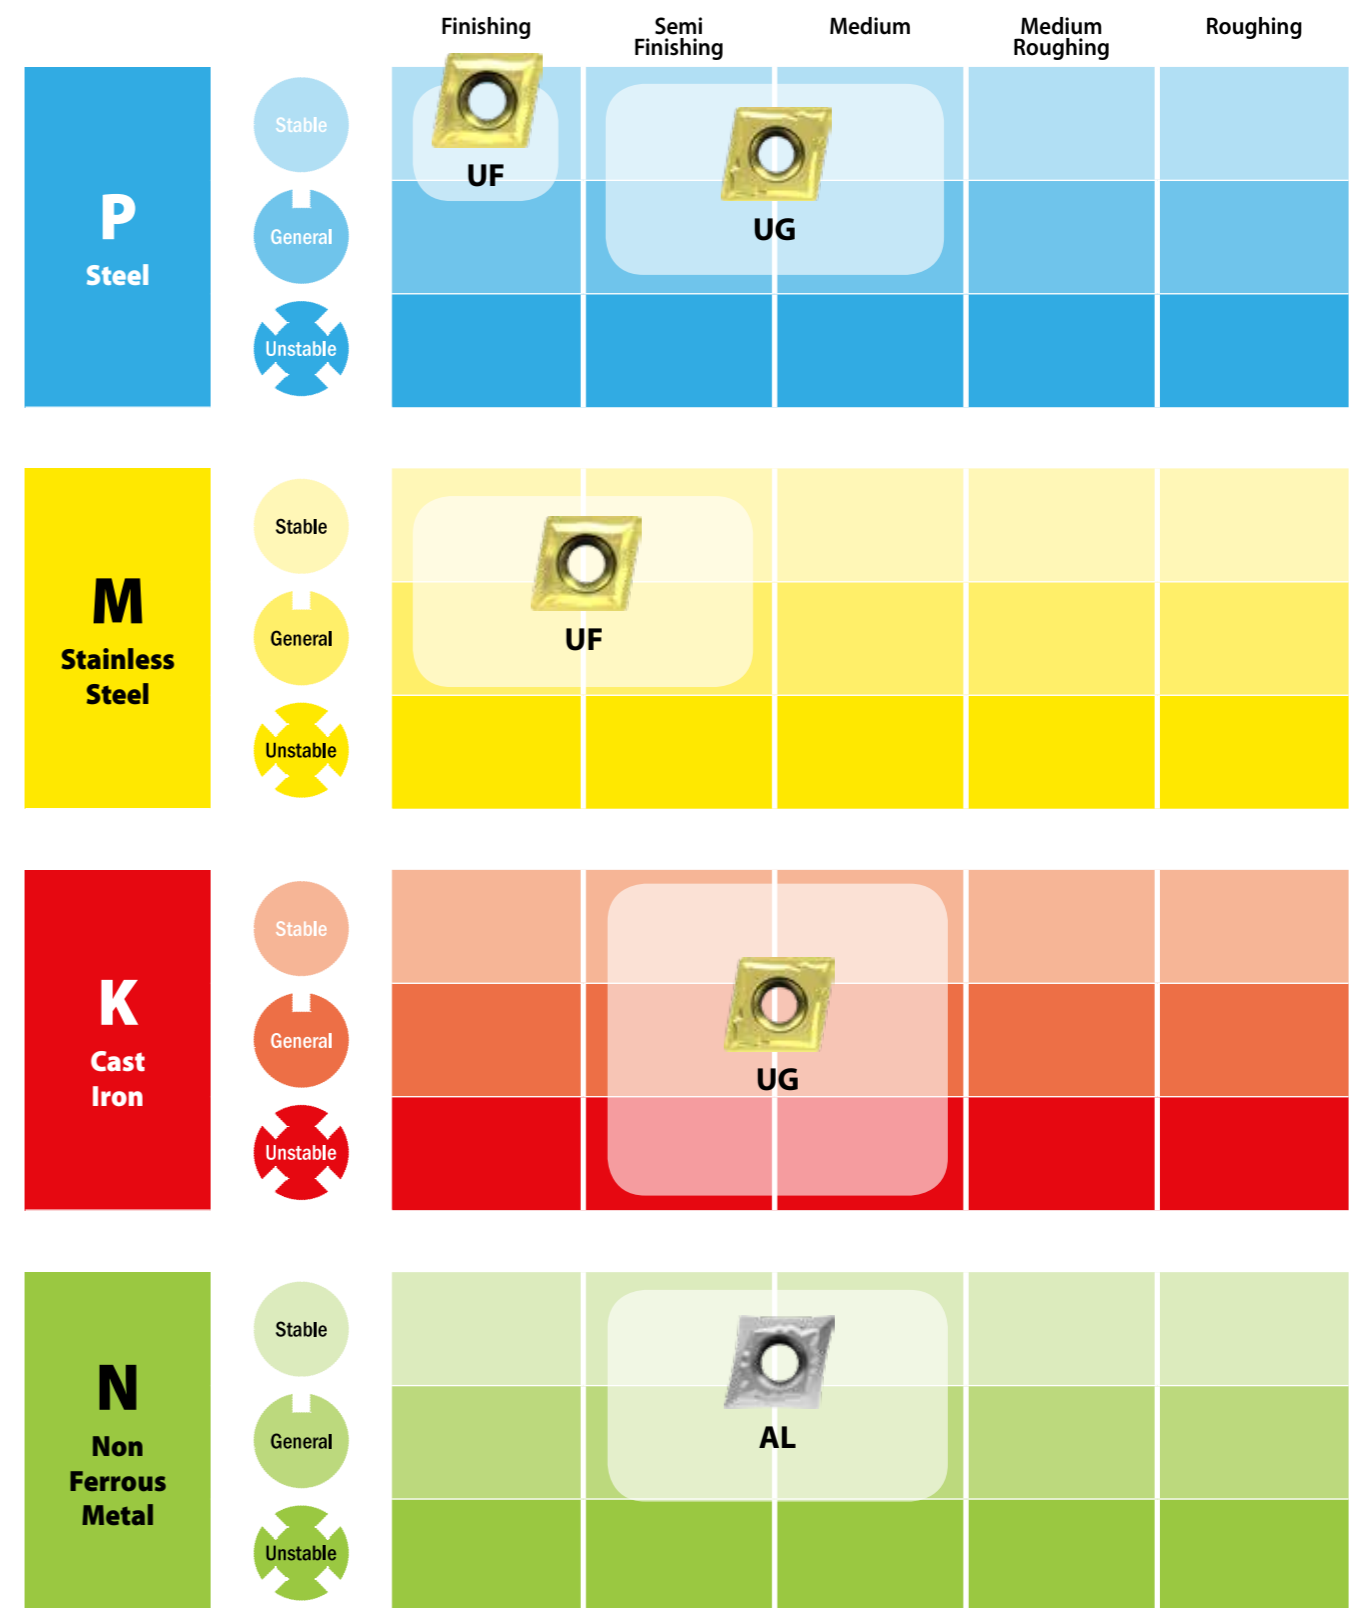 Finishing
Semi
Finishing
Medium
Medium
Roughing
Roughing
P
Steel
Stable
General
Unstable
UF
UG
M
Stainless
Steel
Stable
General
Unstable
UF
K
Cast
Iron
Stable
General
Unstable
UG
N
Non
Ferrous
Metal
Stable
General
Unstable
AL